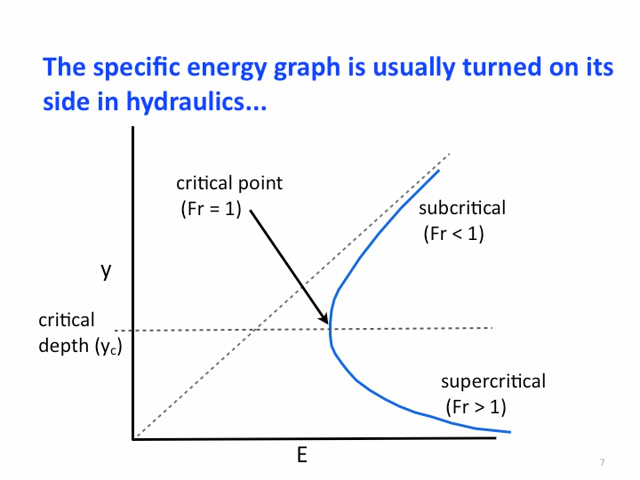 The specific energy graph is usually turned on its
side in hydraulics...
critical point
(Fr = 1)
subcritical
(Fr < 1)
y
critical
depth (yc)
supercritical
(Fr > 1)
E
7